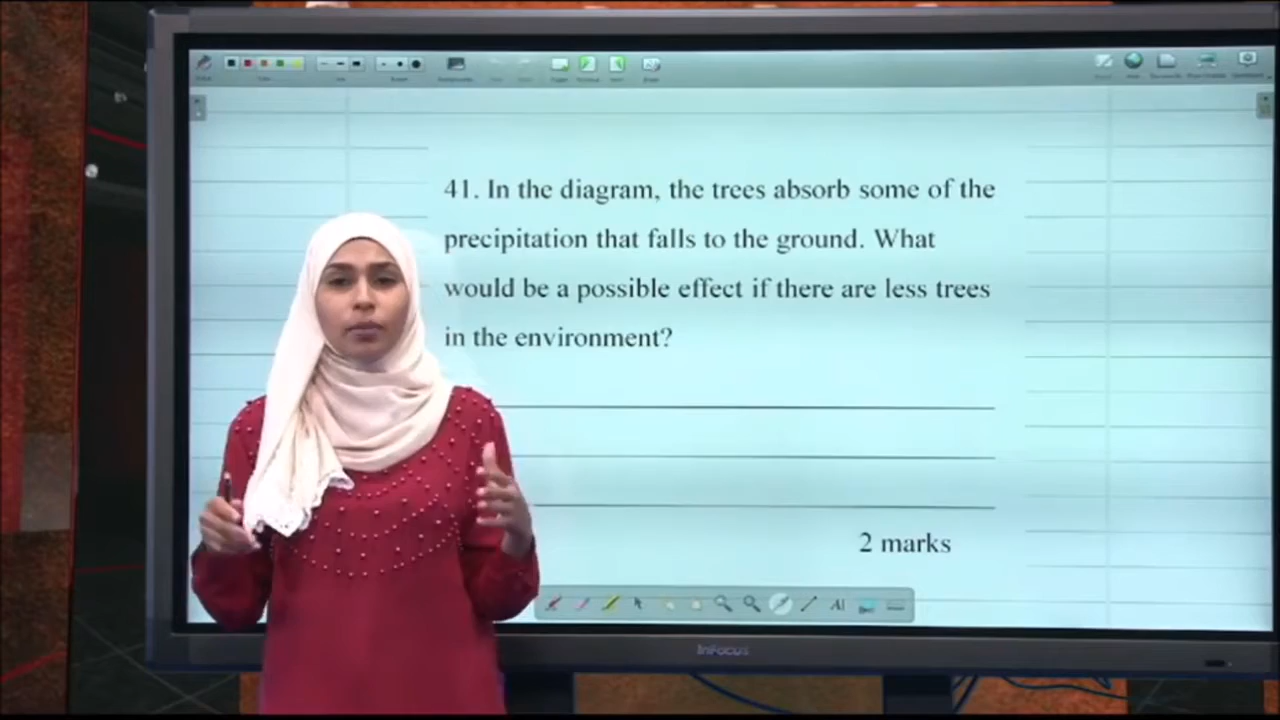 41. In the diagram, the trees absorb some of the
precipitation that falls to the ground. What
would be a possible effect if there are less trees
in the environment?
2 marks
AI
InFocus